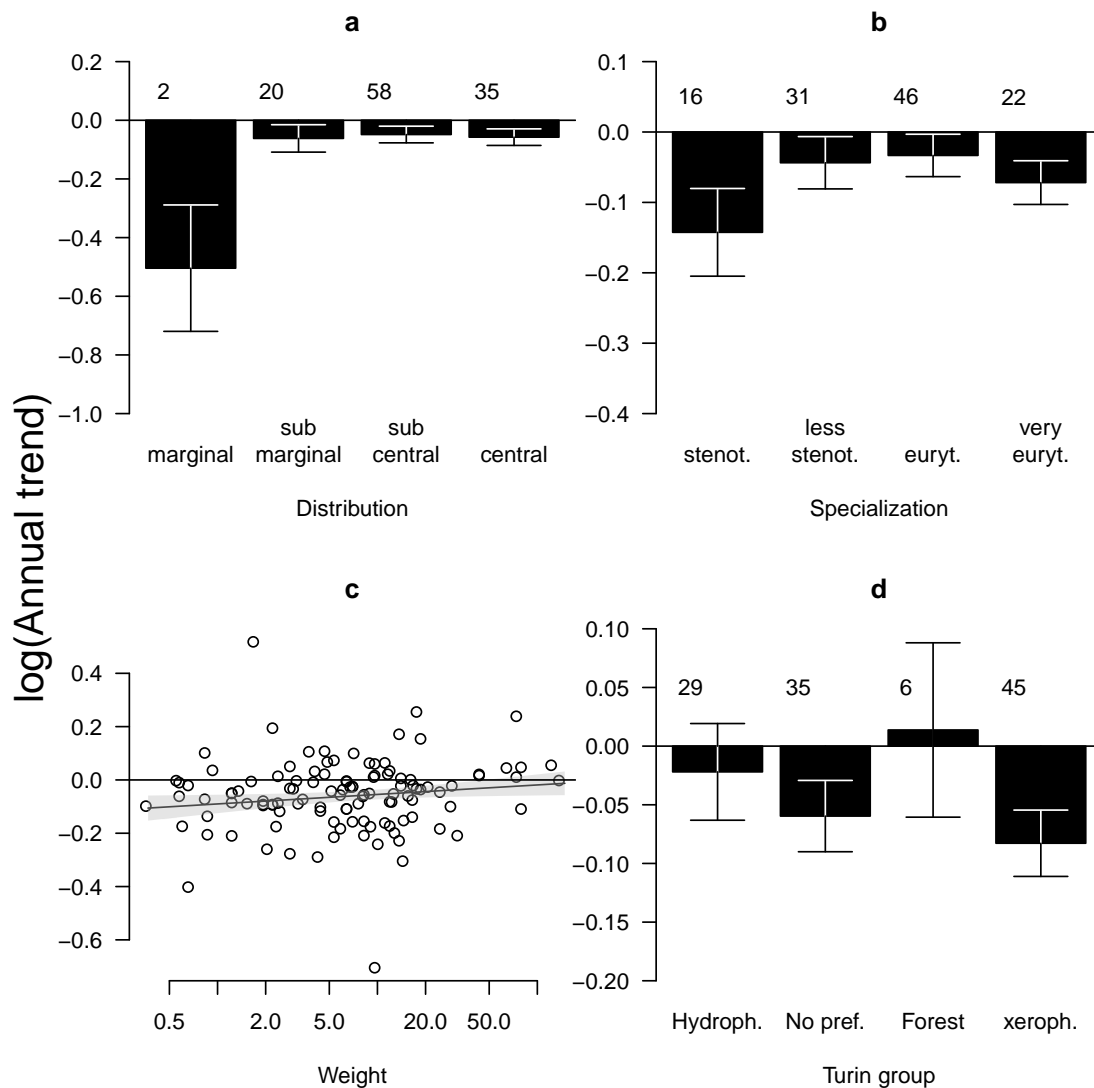 a
0.2
0.0
−0.2
−0.4
−0.6
−0.8
−1.0
2 20 58 35
marginal sub marginal sub central central
Distribution
b
0.1
0.0
−0.1
−0.2
−0.3
−0.4
16 31 46 22
stenot. less stenot. euryt. very euryt.
Specialization
log(Annual trend)
c
0.4
0.2
0.0
−0.2
−0.4
−0.6
0.5 2.0 5.0 20.0 50.0
Weight
d
0.10
0.05
0.00
−0.05
−0.10
−0.15
−0.20
29 35 6 45
Hydroph. No pref. Forest xeroph.
Turin group